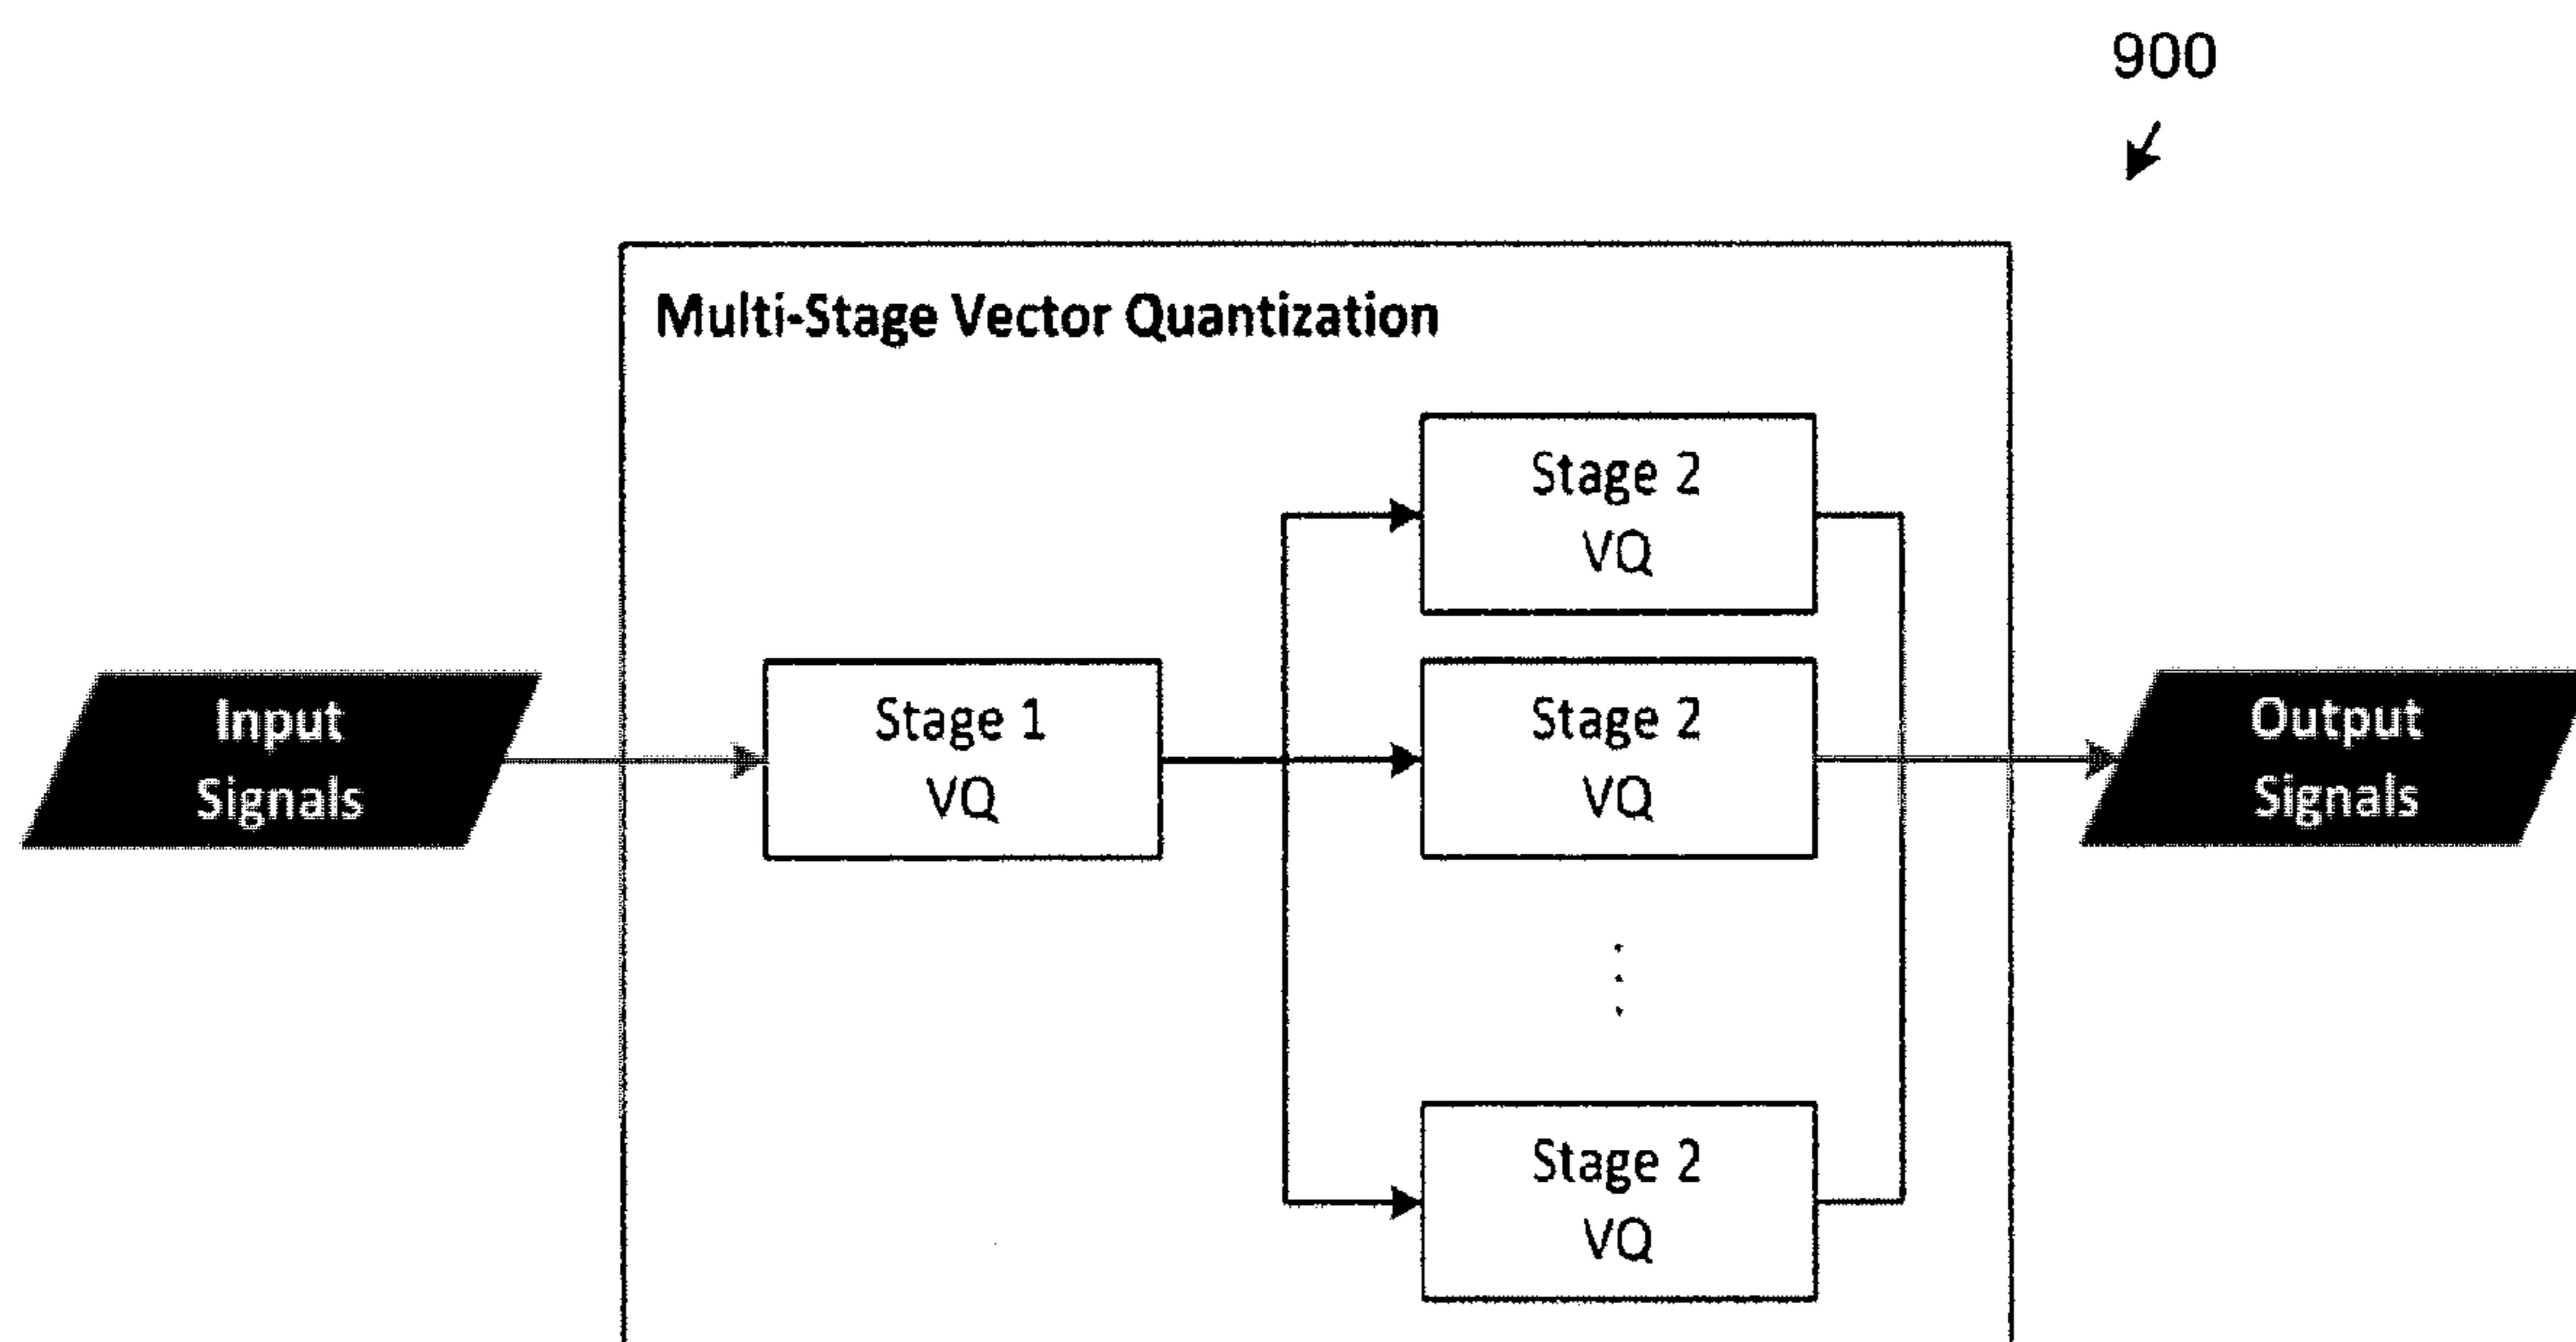 900
Multi-Stage Vector Quantization
Stage 2
VQ
Input
Signals
Stage 1
VQ
Stage 2
VQ
Output
Signals
Stage 2
VQ